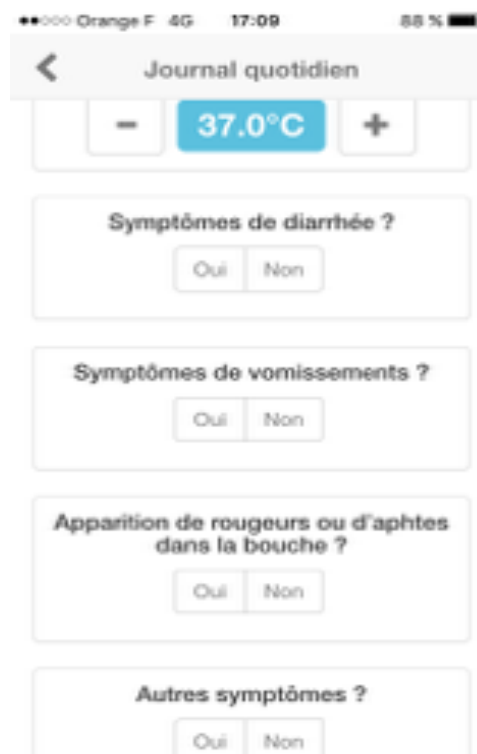 Orange F 4G 17:09 88 %
Journal quotidien
− 37.0°C +
Symptômes de diarrhée ?
Oui Non
Symptômes de vomissements ?
Oui Non
Apparition de rougeurs ou d'aphtes
dans la bouche ?
Oui Non
Autres symptômes ?
Oui Non